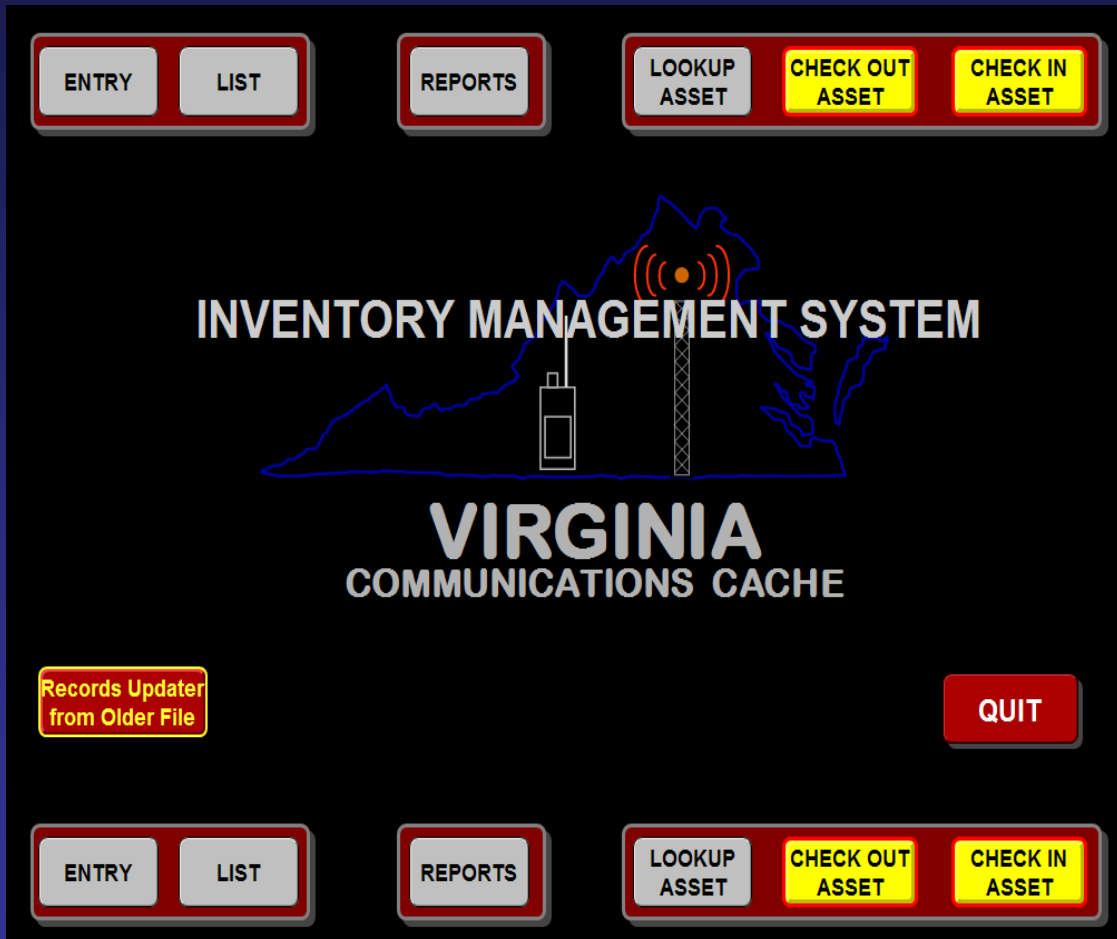 ENTRY
LIST
REPORTS
LOOKUP
ASSET
CHECK OUT
ASSET
CHECK IN
ASSET
INVENTORY MANAGEMENT SYSTEM
VIRGINIA
COMMUNICATIONS CACHE
Records Updater
from Older File
QUIT
ENTRY
LIST
REPORTS
LOOKUP
ASSET
CHECK OUT
ASSET
CHECK IN
ASSET